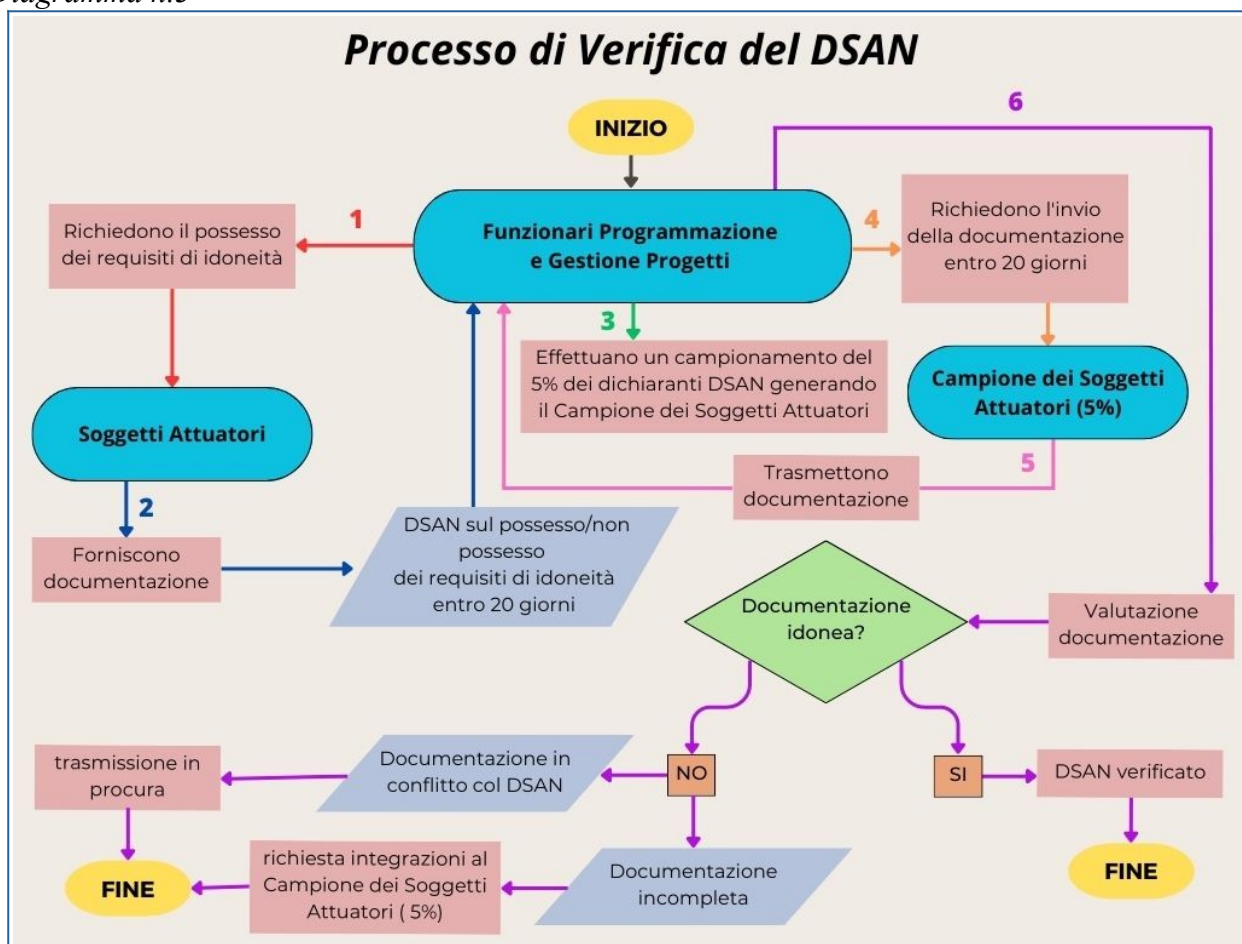 Processo di Verifica del DSAN
6
INIZIO
1
Richiedono il possesso
dei requisiti di idoneità
Funzionari Programmazione
e Gestione Progetti
4
Richiedono l'invio
della documentazione
entro 20 giorni
3
Effettuano un campionamento del
5% dei dichiaranti DSAN generando
il Campione dei Soggetti Attuatori
Campione dei Soggetti
Attuatori (5%)
Soggetti Attuatori
5
Trasmettono
documentazione
2
Forniscono
documentazione
DSAN sul possesso/non
possesso
dei requisiti di idoneità
entro 20 giorni
Documentazione
idonea?
Valutazione
documentazione
trasmissione in
procura
Documentazione in
conflitto col DSAN
NO
SI
DSAN verificato
FINE
richiesta integrazioni al
Campione dei Soggetti
Attuatori ( 5%)
Documentazione
incompleta
FINE